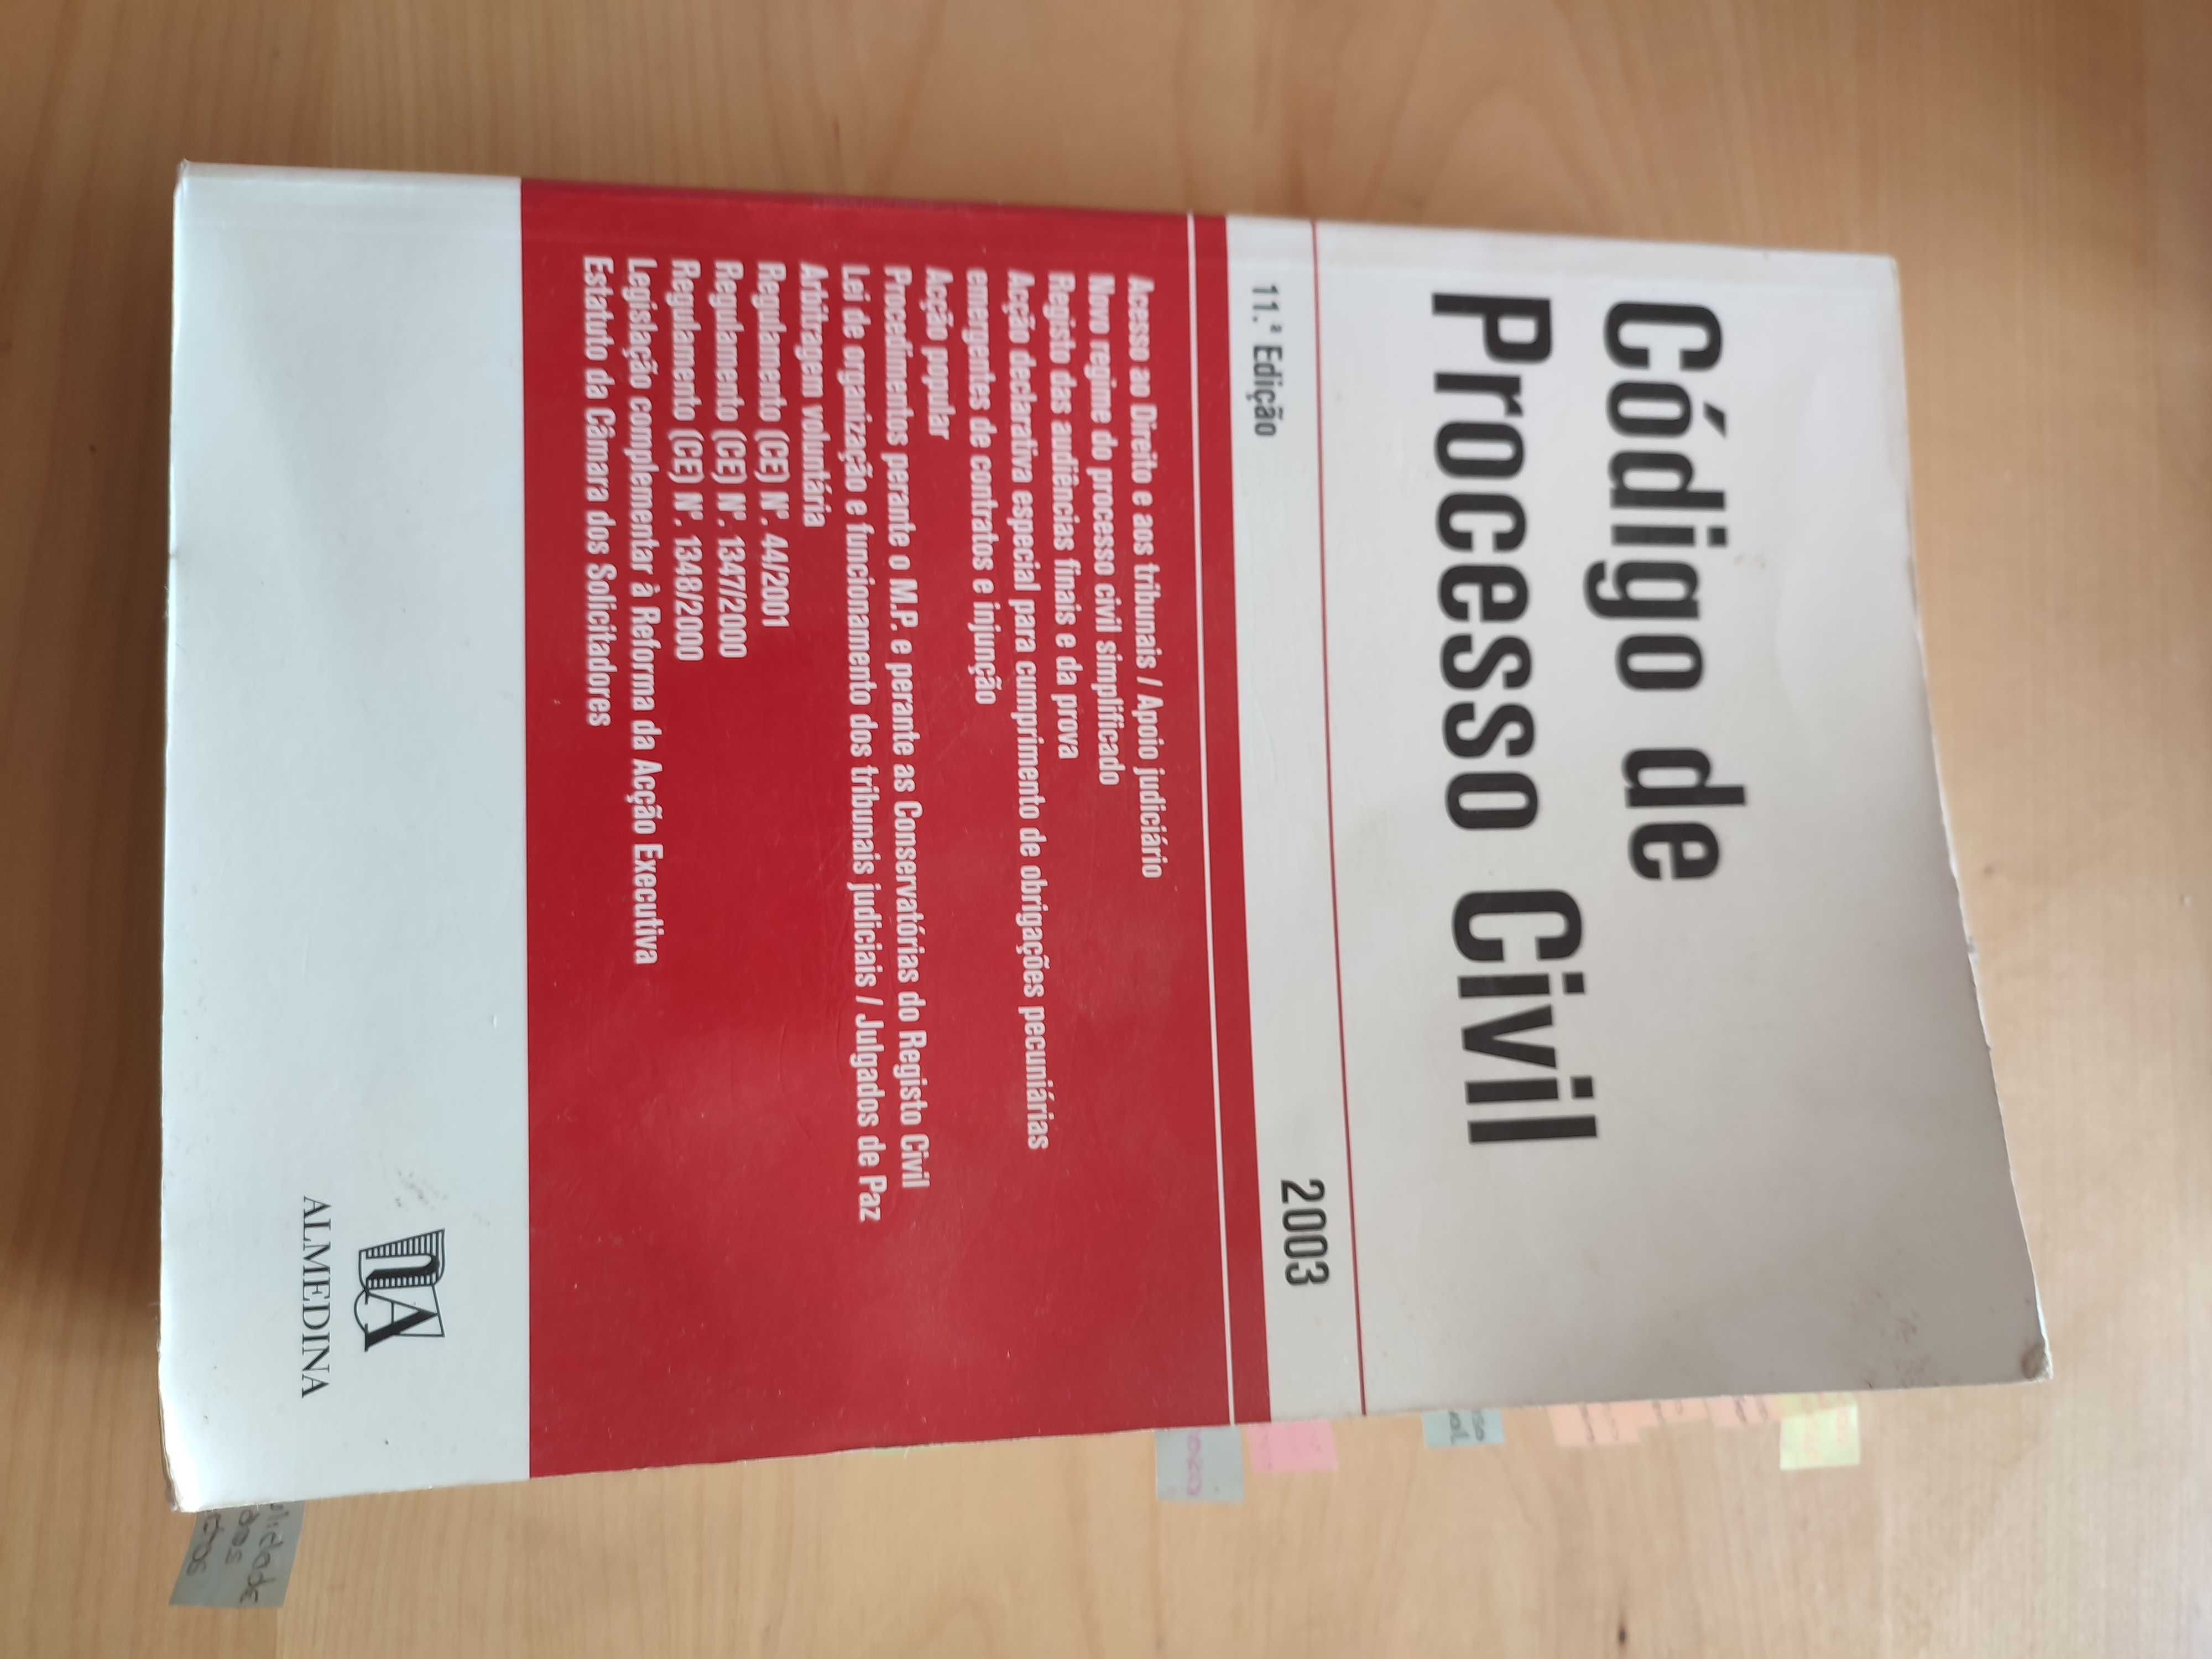 Código de
Processo Civil
11.ª Edição
2003
Acesso ao Direito e aos tribunais / Apoio judiciário
Novo regime do processo civil simplificado
Registo das audiências finais e da prova
Acção declarativa especial para cumprimento de obrigações pecuniárias
emergentes de contratos e injunção
Acção popular
Procedimentos perante o M.P. e perante as Conservatórias do Registo Civil
Lei de organização e funcionamento dos tribunais judiciais / Julgados de Paz
Arbitragem voluntária
Regulamento (CE) Nº. 44/2001
Regulamento (CE) Nº. 1347/2000
Regulamento (CE) Nº. 1348/2000
Legislação complementar à Reforma da Acção Executiva
Estatuto da Câmara dos Solicitadores
ALMEDINA